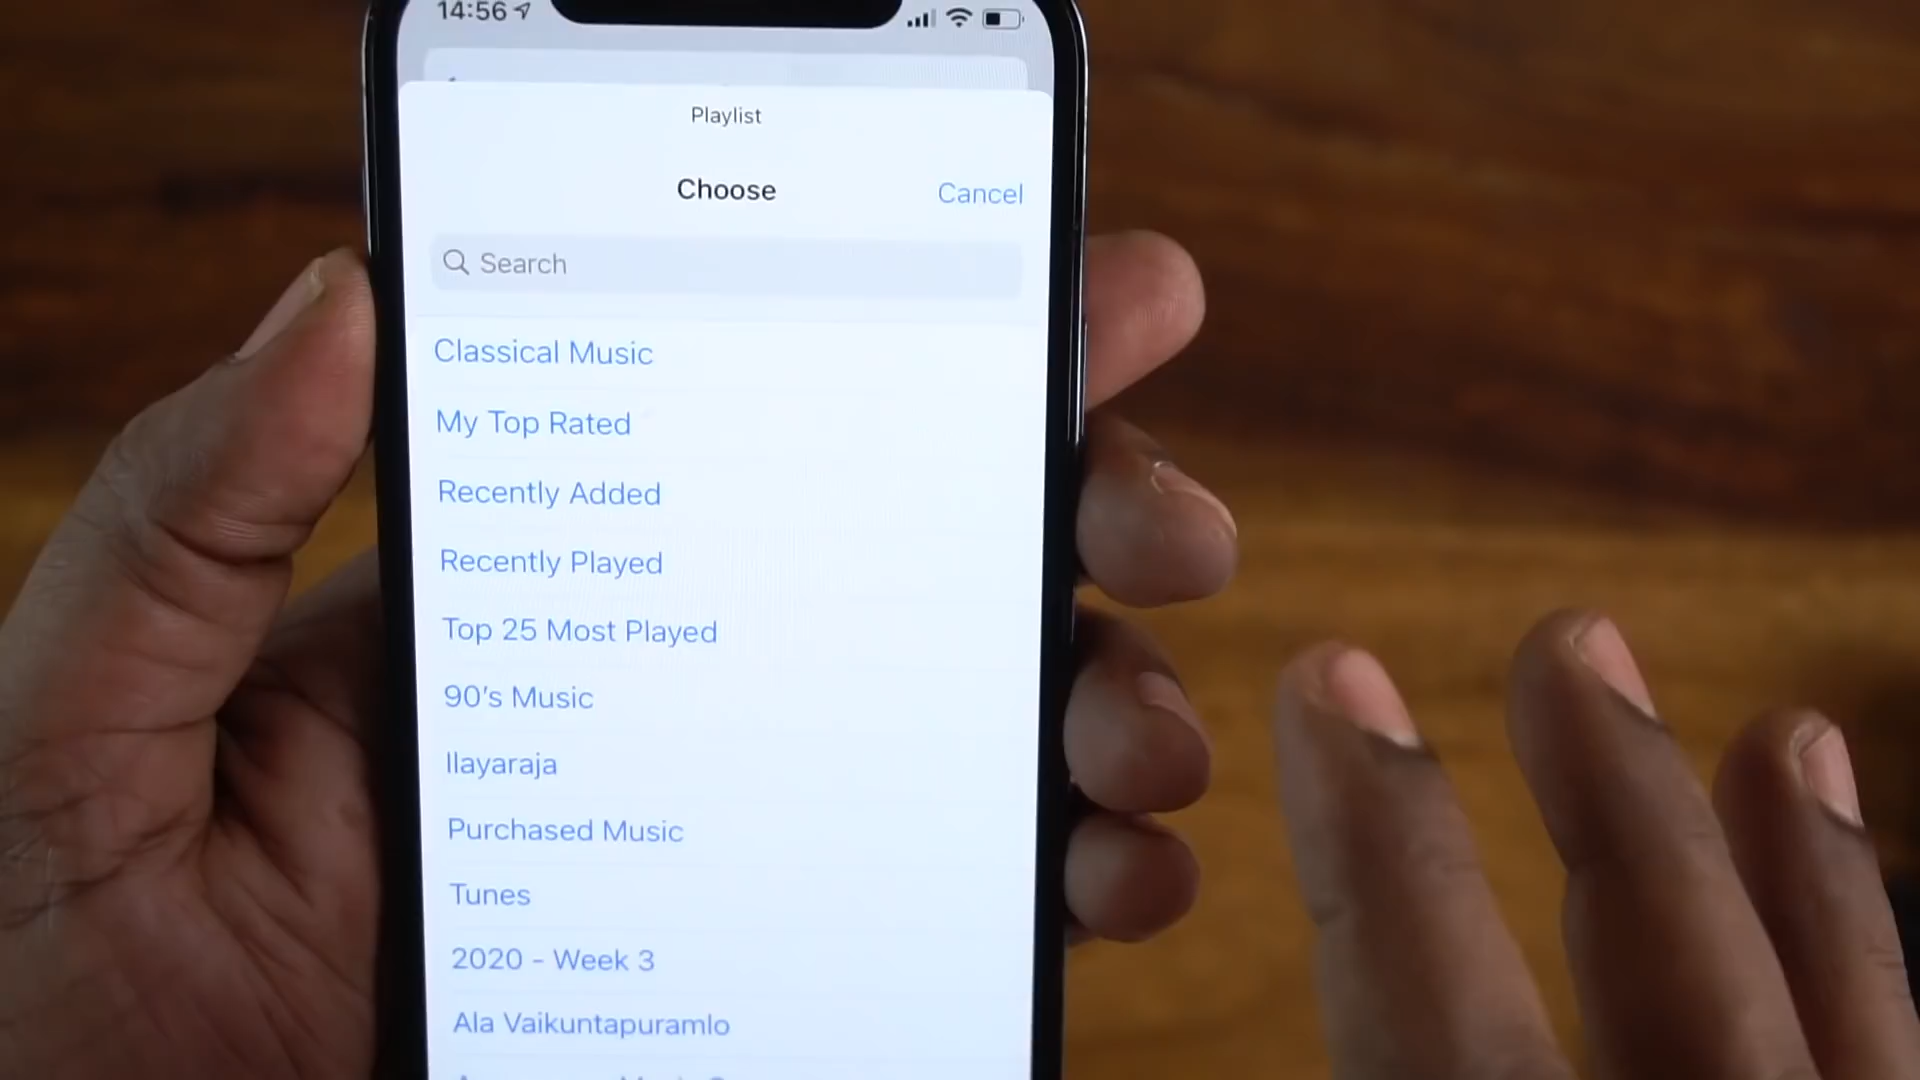 14:56
Playlist
Choose
Cancel
Search
Classical Music
My Top Rated
Recently Added
Recently Played
Top 25 Most Played
90's Music
Ilayaraja
Purchased Music
Tunes
2020 - Week 3
Ala Vaikuntapuramlo